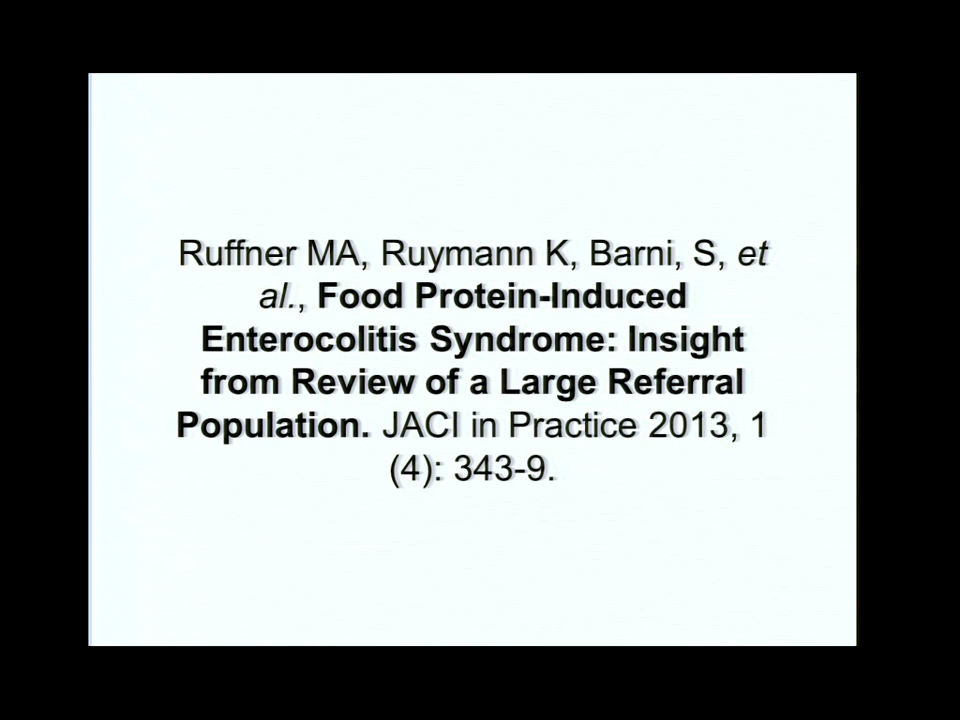 Ruffner MA, Ruymann K, Barni, S, et
al., Food Protein-Induced
Enterocolitis Syndrome: Insight
from Review of a Large Referral
Population. JACI in Practice 2013, 1
(4): 343-9.